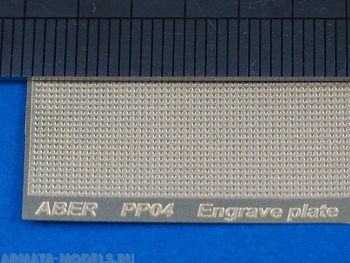 ABER PP04 Engrave plate
ARMATA-MODELS.RU